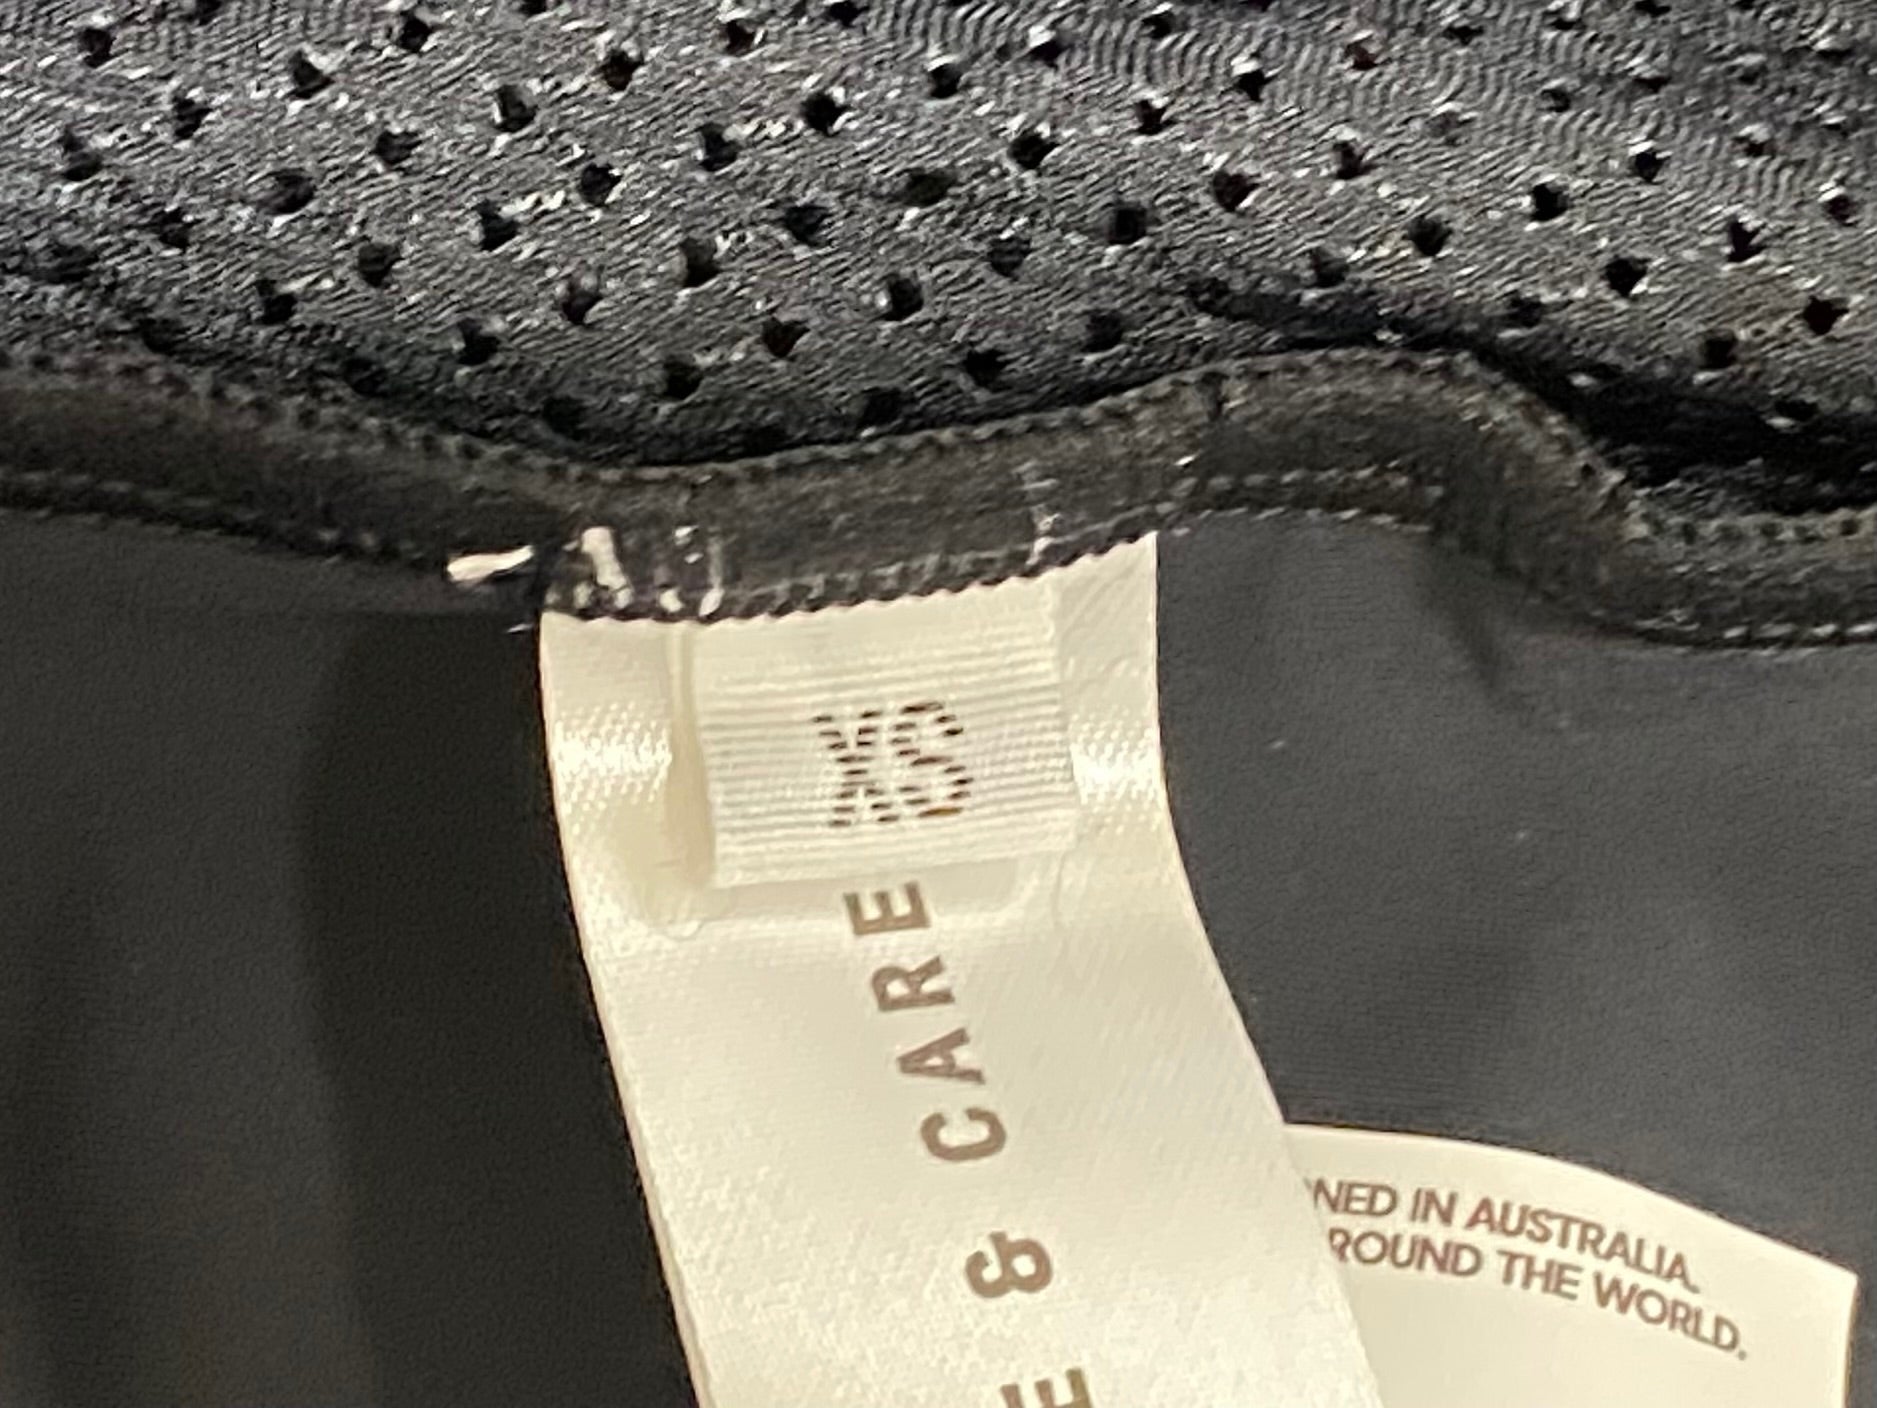 XS
E & CARE
NED IN AUSTRALIA.
ROUND THE WORLD.